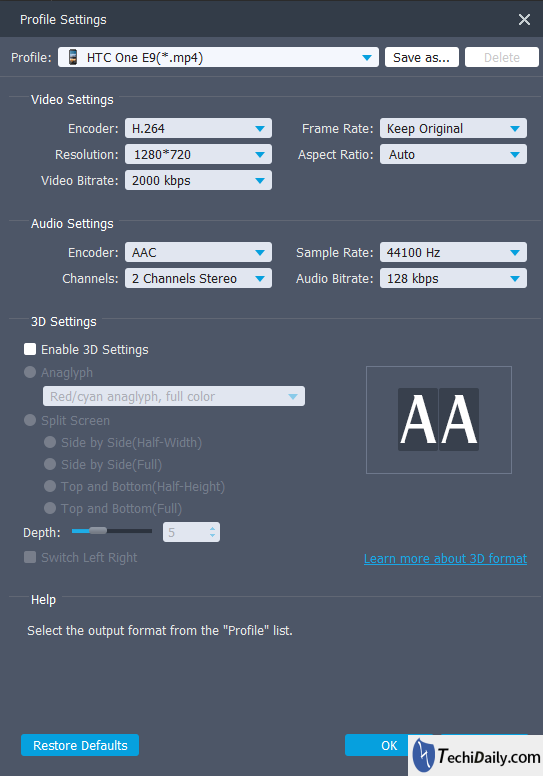 Profile Settings
Profile: HTC One E9(*.mp4) Save as... Delete
Video Settings
Encoder: H.264 Frame Rate: Keep Original
Resolution: 1280*720 Aspect Ratio: Auto
Video Bitrate: 2000 kbps
Audio Settings
Encoder: AAC Sample Rate: 44100 Hz
Channels: 2 Channels Stereo Audio Bitrate: 128 kbps
3D Settings
Enable 3D Settings
Anaglyph
Red/cyan anaglyph, full color
AA
Split Screen
Side by Side(Half-Width)
Side by Side(Full)
Top and Bottom(Half-Height)
Top and Bottom(Full)
Depth: 5
Switch Left Right Learn more about 3D format
Help
Select the output format from the "Profile" list.
Restore Defaults OK
TechiDaily.com